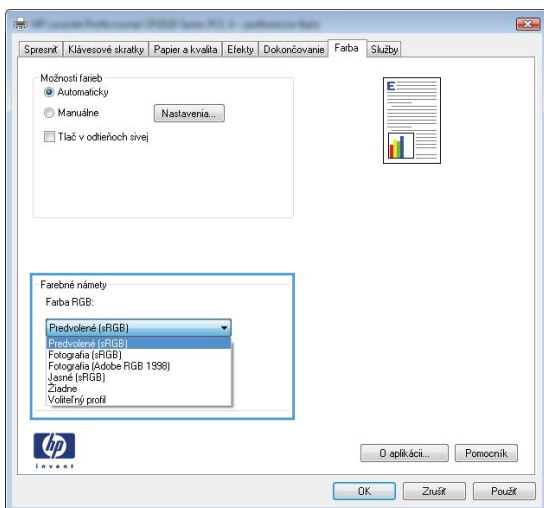 Spresniť Klávesové skratky Papier a kvalita Efekty Dokončovanie Farba Služby
Možnosti farieb
Automaticky
Manuálne Nastavenia...
Tlač v odtieňoch sivej
E
Farebné námety
Farba RGB:
Predvolené (sRGB)
Predvolené (sRGB)
Fotografia (sRGB)
Fotografia (Adobe RGB 1998)
Jasné (sRGB)
Žiadne
Voliteľný profil
hp
invent
O aplikácii... Pomocník
OK Zrušiť Použiť